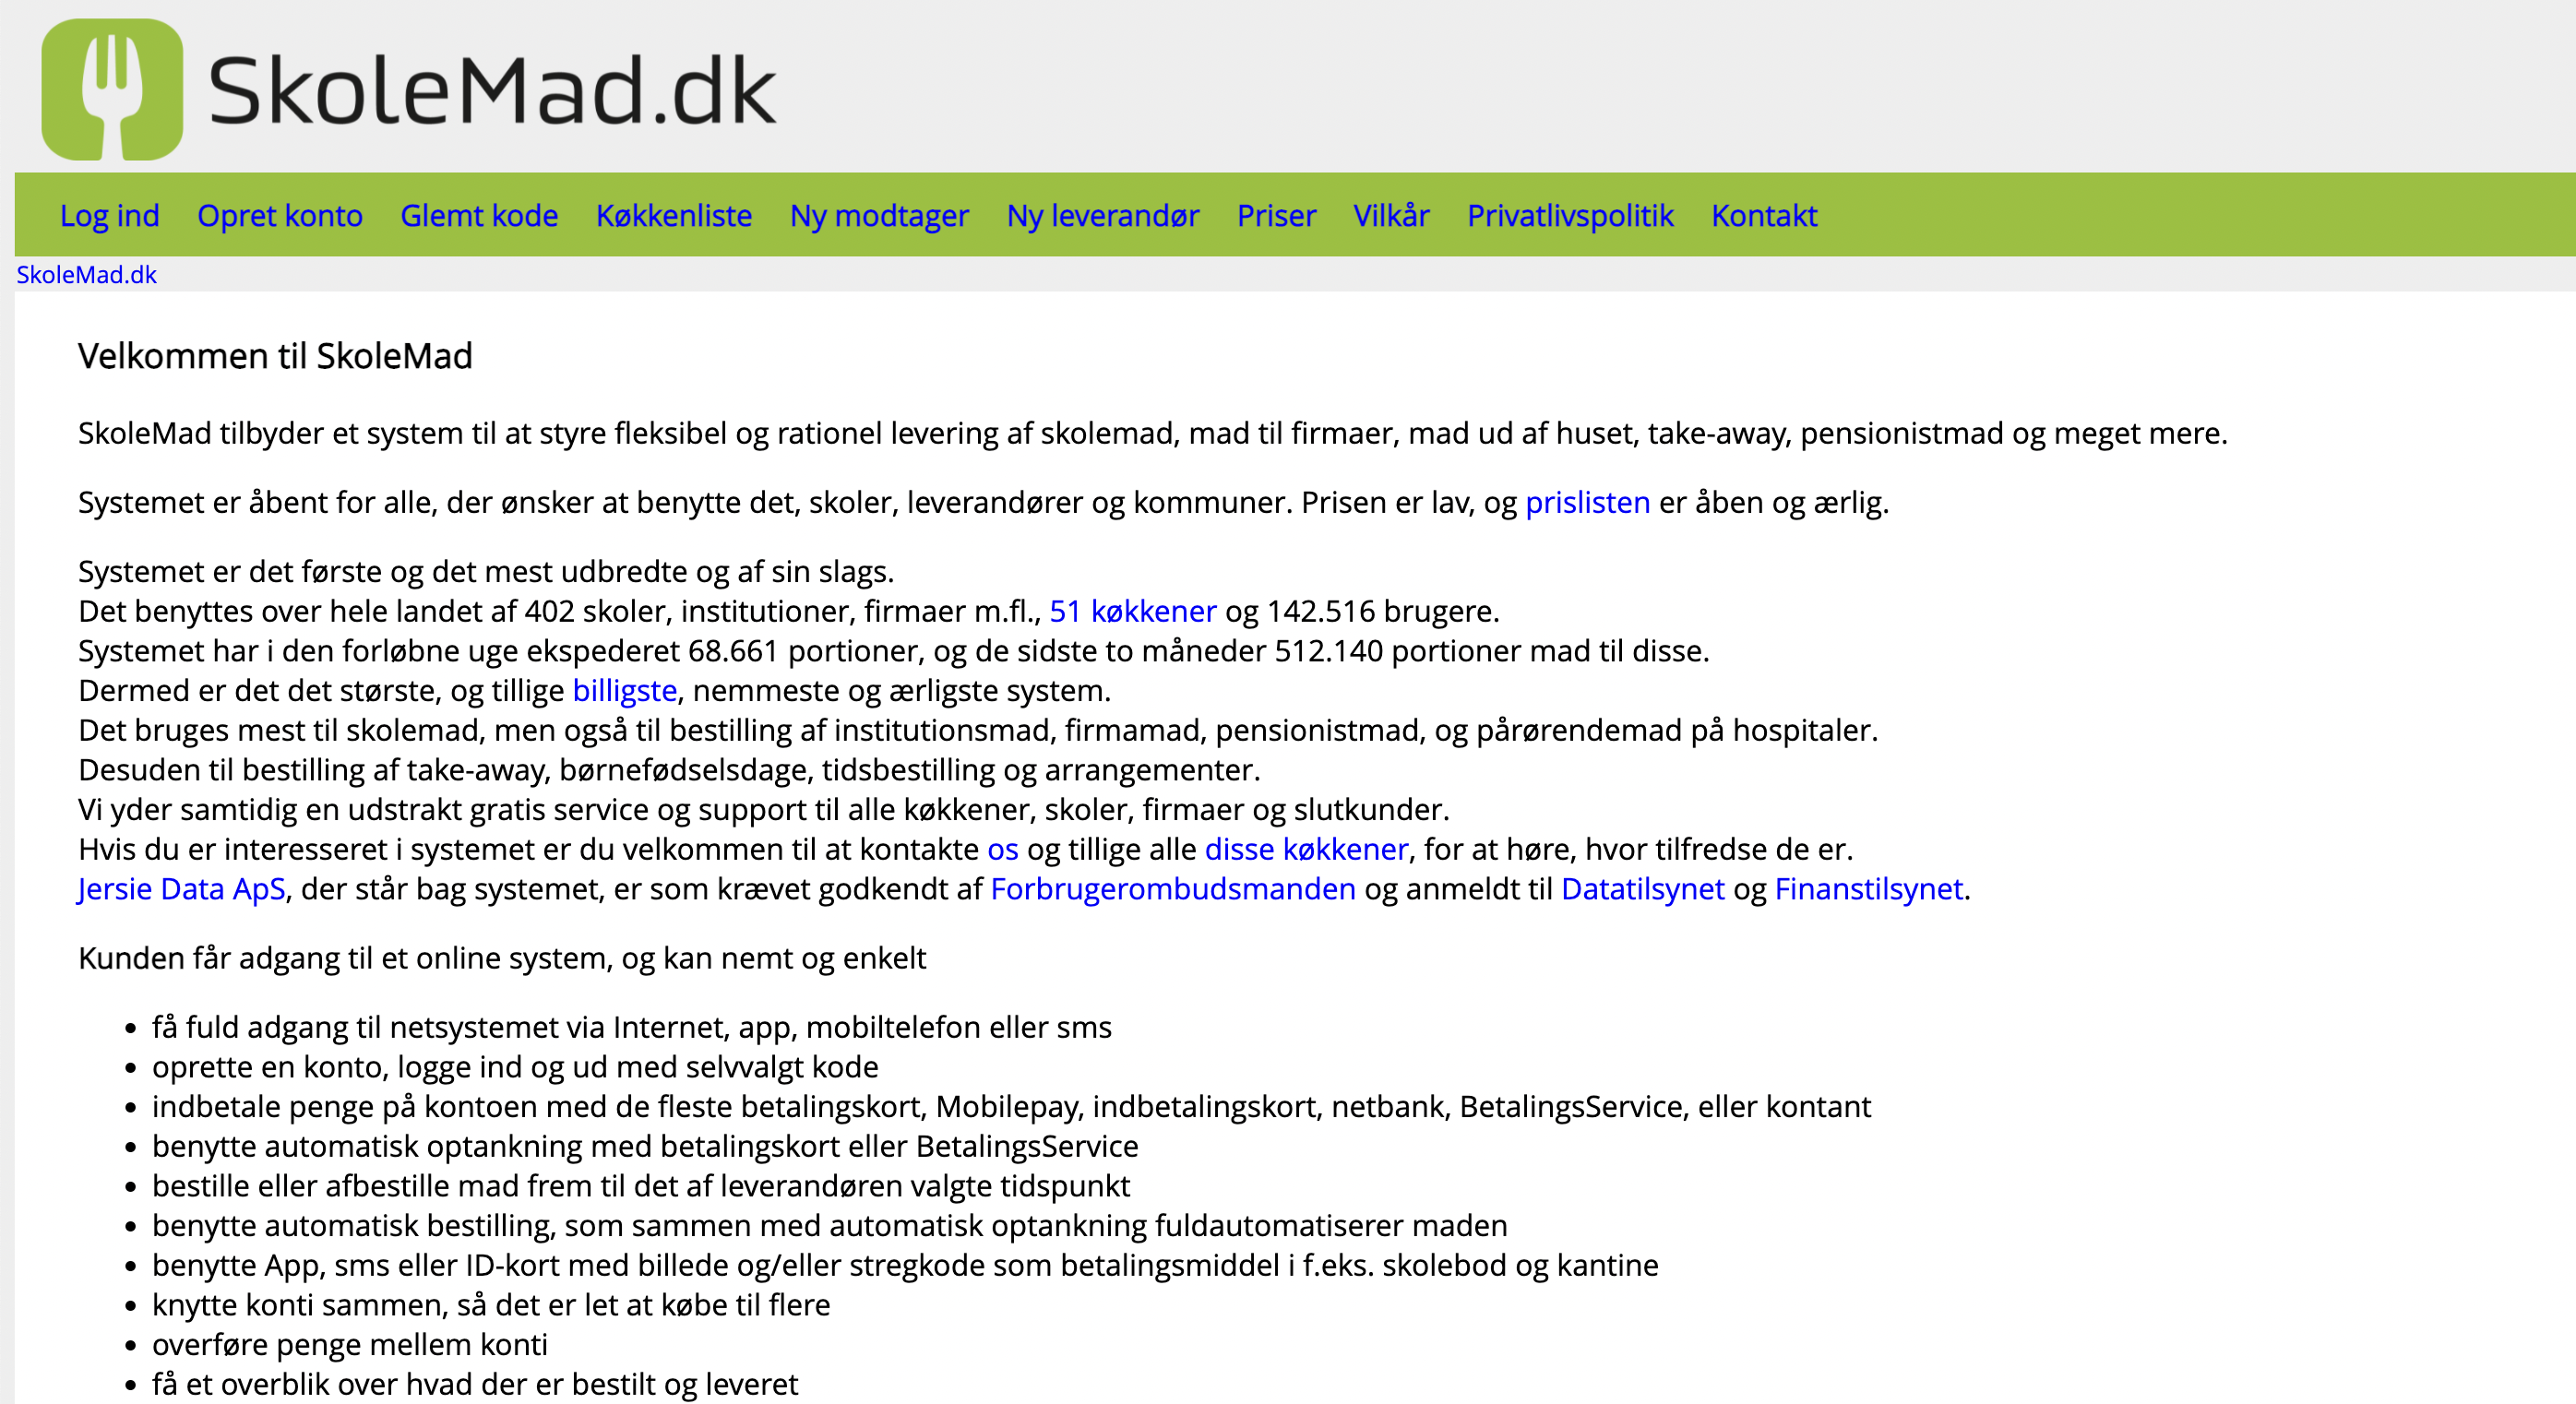 SkoleMad.dk
Log ind Opret konto Glemt kode Køkkenliste Ny modtager Ny leverandør Priser Vilkår Privatlivspolitik Kontakt
SkoleMad.dk
Velkommen til SkoleMad
SkoleMad tilbyder et system til at styre fleksibel og rationel levering af skolemad, mad til firmaer, mad ud af huset, take-away, pensionistmad og meget mere.
Systemet er åbent for alle, der ønsker at benytte det, skoler, leverandører og kommuner. Prisen er lav, og prislisten er åben og ærlig.
Systemet er det første og det mest udbredte og af sin slags.
Det benyttes over hele landet af 402 skoler, institutioner, firmaer m.fl., 51 køkkener og 142.516 brugere.
Systemet har i den forløbne uge ekspederet 68.661 portioner, og de sidste to måneder 512.140 portioner mad til disse.
Dermed er det det største, og tillige billigste, nemmeste og ærligste system.
Det bruges mest til skolemad, men også til bestilling af institutionsmad, firmamad, pensionistmad, og pårørendemad på hospitaler.
Desuden til bestilling af take-away, børnefødselsdage, tidsbestilling og arrangementer.
Vi yder samtidig en udstrakt gratis service og support til alle køkkener, skoler, firmaer og slutkunder.
Hvis du er interesseret i systemet er du velkommen til at kontakte os og tillige alle disse køkkener, for at høre, hvor tilfredse de er.
Jersie Data ApS, der står bag systemet, er som krævet godkendt af Forbrugerombudsmanden og anmeldt til Datatilsynet og Finanstilsynet.
Kunden får adgang til et online system, og kan nemt og enkelt
• få fuld adgang til netsystemet via Internet, app, mobiltelefon eller sms
• oprette en konto, logge ind og ud med selvvalgt kode
• indbetale penge på kontoen med de fleste betalingskort, Mobilepay, indbetalingskort, netbank, BetalingsService, eller kontant
• benytte automatisk optankning med betalingskort eller BetalingsService
• bestille eller afbestille mad frem til det af leverandøren valgte tidspunkt
• benytte automatisk bestilling, som sammen med automatisk optankning fuldautomatiserer maden
• benytte App, sms eller ID-kort med billede og/eller stregkode som betalingsmiddel i f.eks. skolebod og kantine
• knytte konti sammen, så det er let at købe til flere
• overføre penge mellem konti
• få et overblik over hvad der er bestilt og leveret